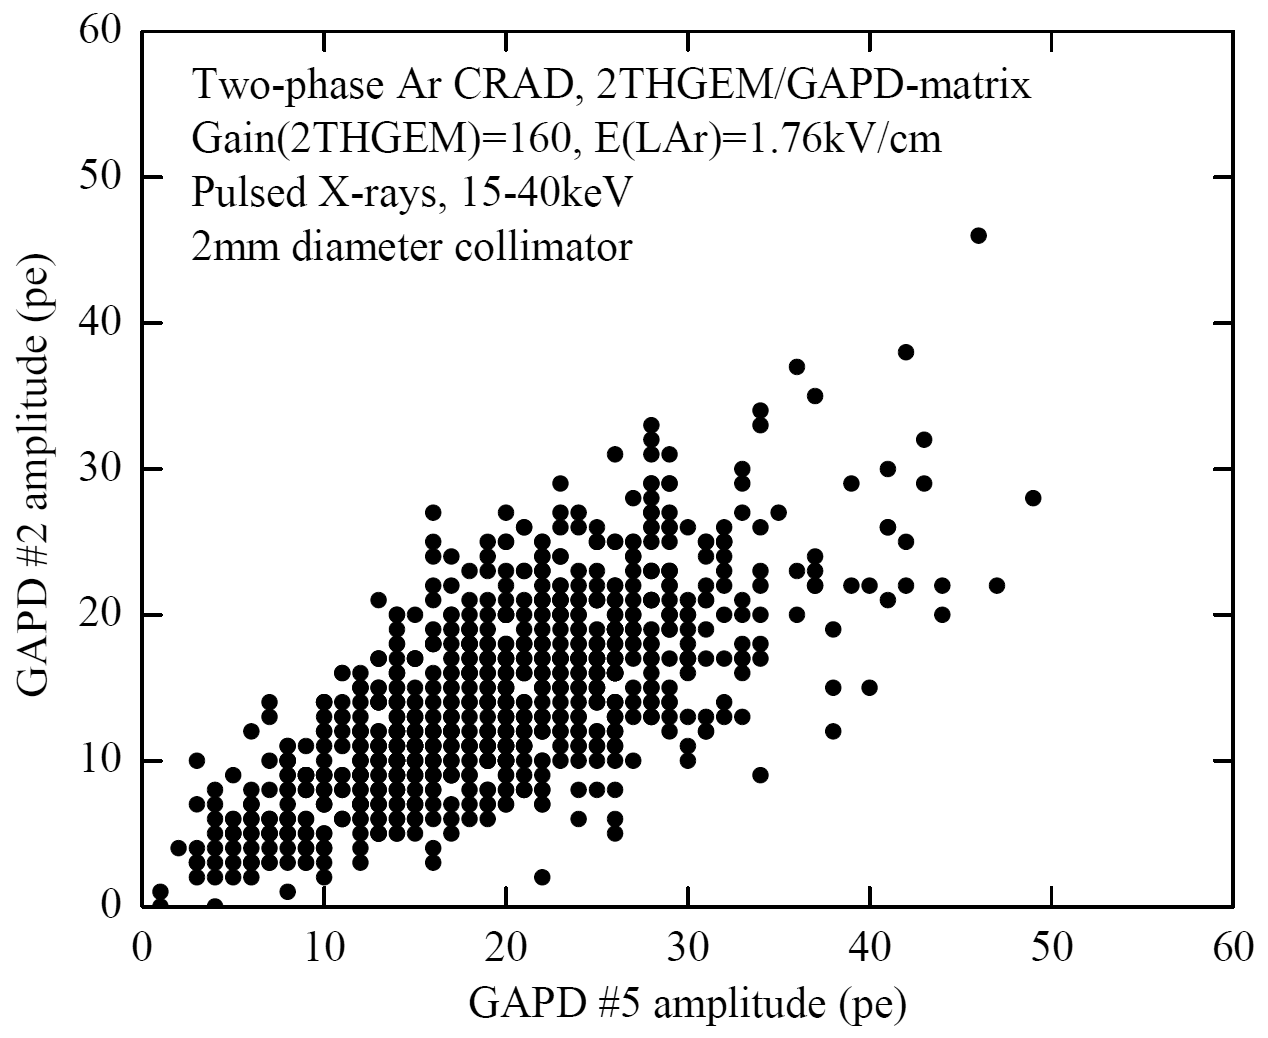 60
Two-phase Ar CRAD, 2THGEM/GAPD-matrix
Gain(2THGEM)=160, E(LAr)=1.76kV/cm
50
Pulsed X-rays, 15-40keV
2mm diameter collimator
40
GAPD #2 amplitude (pe)
30
20
10
0
0 10 20 30 40 50 60
GAPD #5 amplitude (pe)